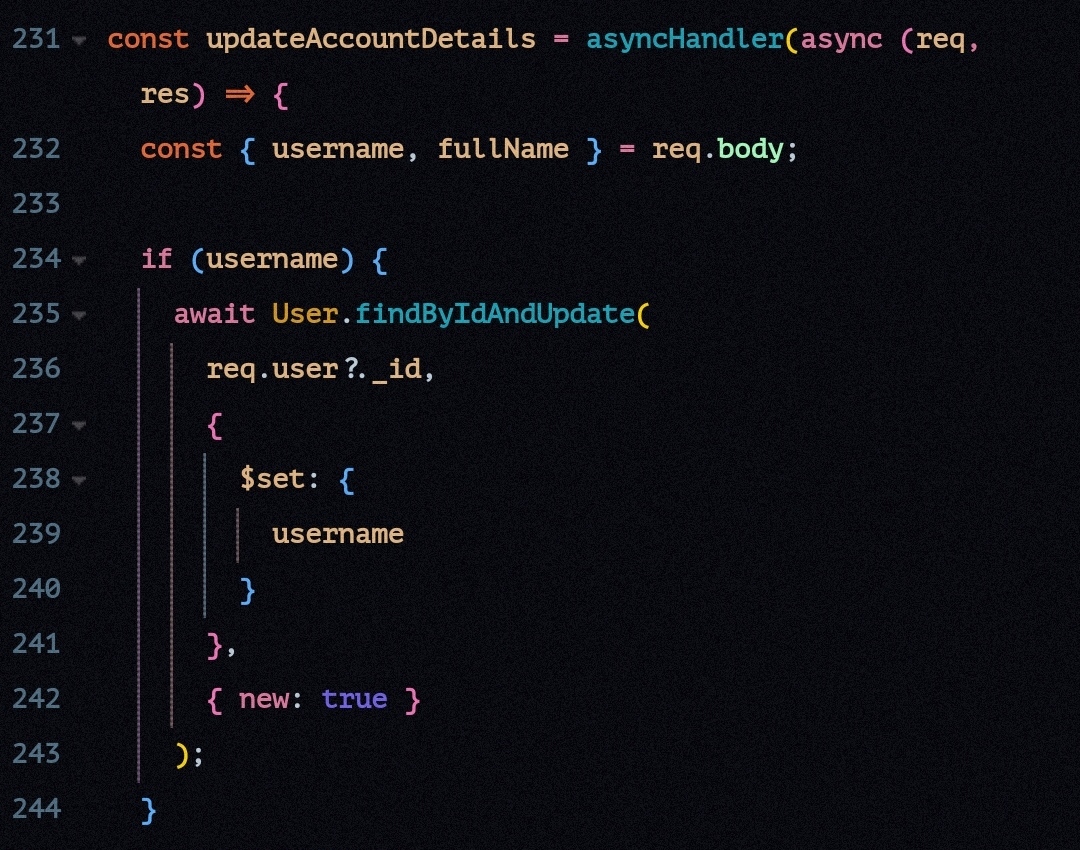 231 const updateAccountDetails = asyncHandler(async (req,
res) => {
232 const { username, fullName } = req.body;
233
234 if (username) {
235 await User.findByIdAndUpdate(
236 req.user?._id,
237 {
238 $set: {
239 username
240 }
241 },
242 { new: true }
243 );
244 }